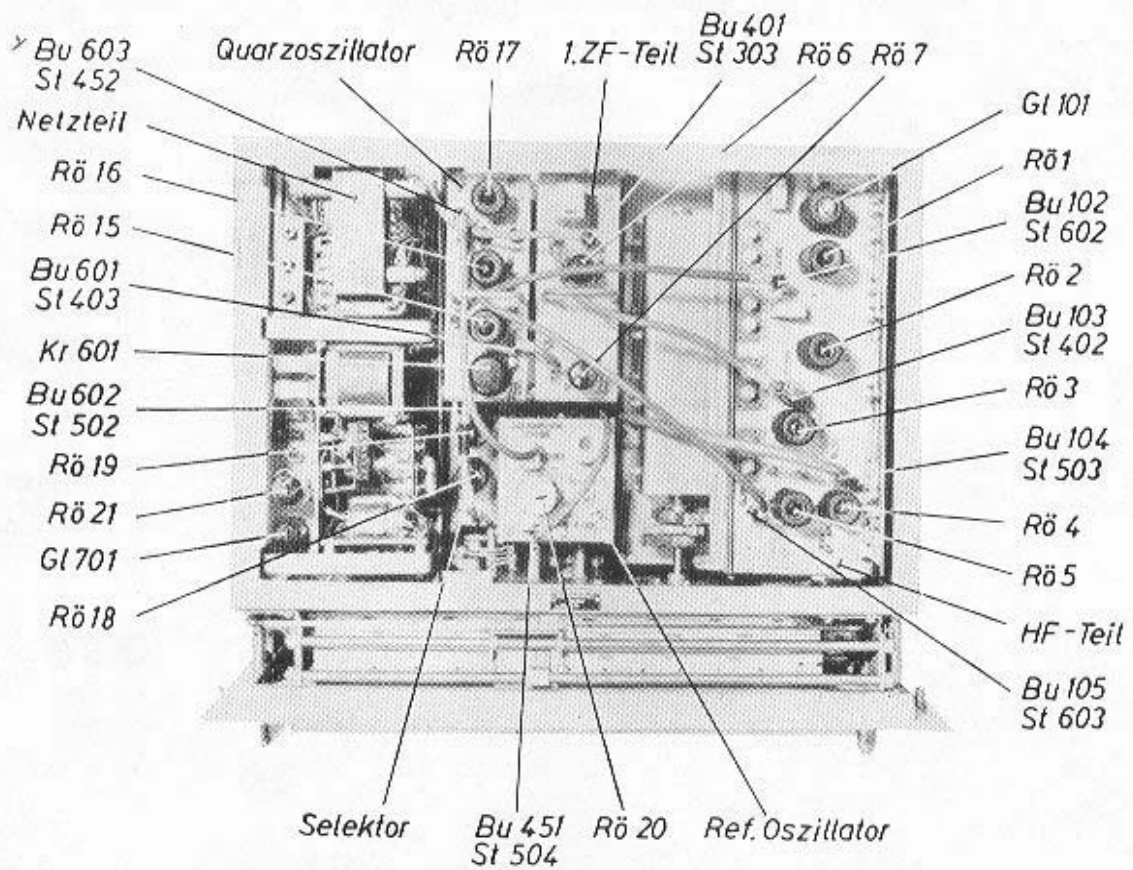 Bu 603
St 452
Quarzoszillator
Rö 17
1. ZF-Teil
Bu 401
St 303
Rö 6
Rö 7
Netzteil
Rö 16
Rö 15
Bu 601
St 403
Kr 601
Bu 602
St 502
Rö 19
Rö 21
Gl 701
Rö 18
Gl 101
Rö 1
Bu 102
St 602
Rö 2
Bu 103
St 402
Rö 3
Bu 104
St 503
Rö 4
Rö 5
HF-Teil
Bu 105
St 603
Selektor
Bu 451
St 504
Rö 20
Ref. Oszillator